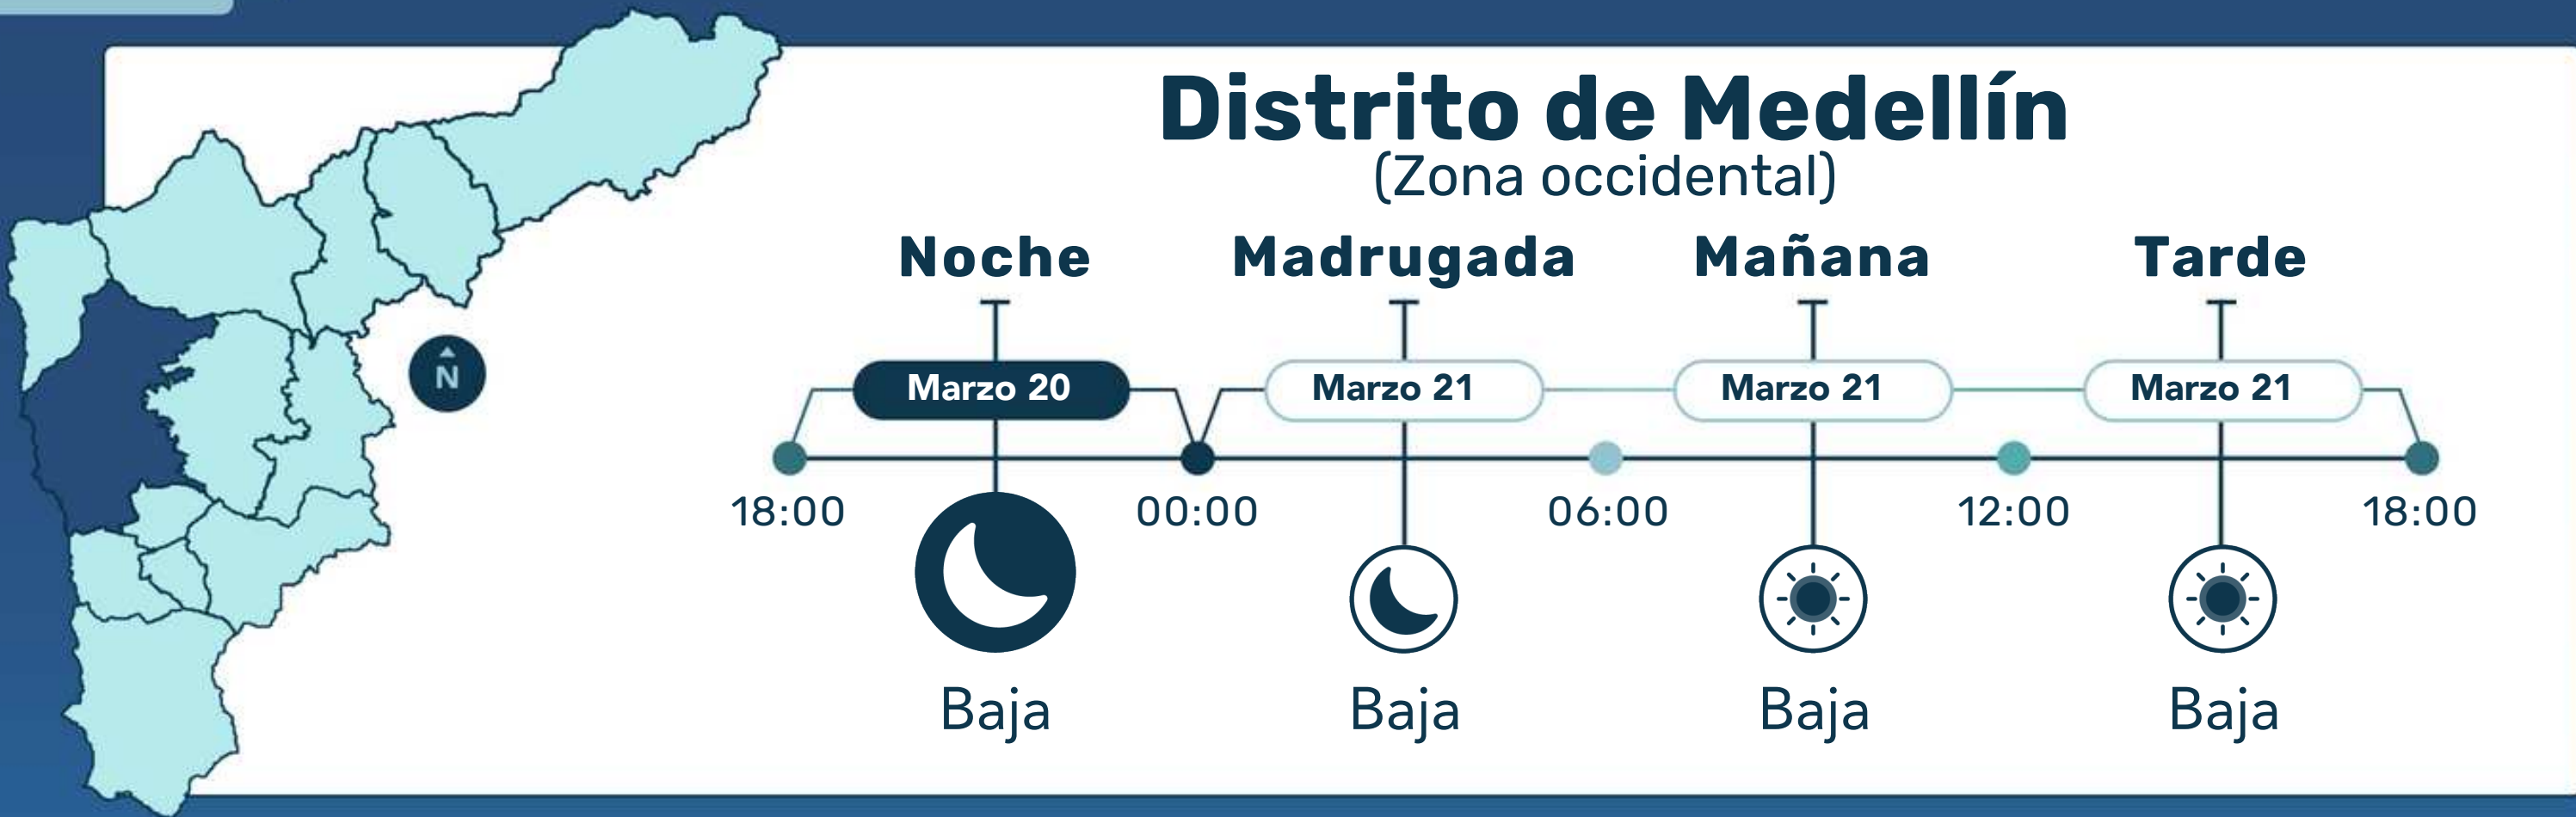 Distrito de Medellín
(Zona occidental)
Noche Madrugada Mañana Tarde
Marzo 20 Marzo 21 Marzo 21 Marzo 21
N
18:00 00:00 06:00 12:00 18:00
Baja Baja Baja Baja